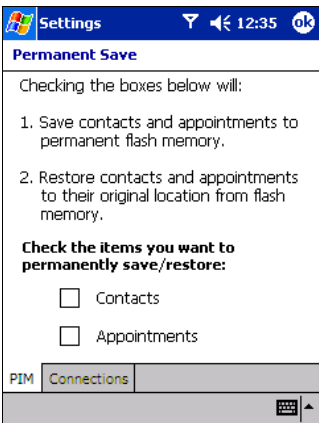 Settings 12:35 ok
Permanent Save
Checking the boxes below will:
1. Save contacts and appointments to
permanent flash memory.
2. Restore contacts and appointments
to their original location from flash
memory.
Check the items you want to
permanently save/restore:
Contacts
Appointments
PIM Connections